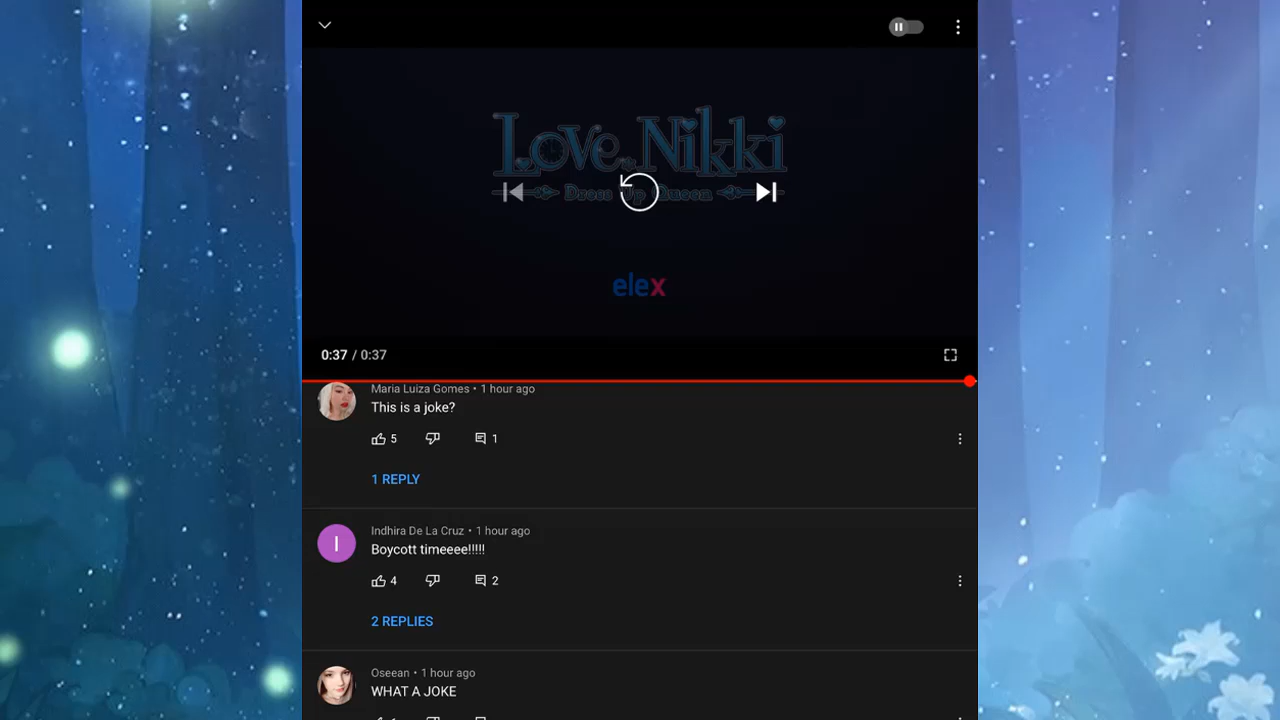 Love Nikki
Dress Up Queen
elex
0:37 / 0:37
Maria Luiza Gomes • 1 hour ago
This is a joke?
5 1
1 REPLY
I
Indhira De La Cruz • 1 hour ago
Boycott timeeee!!!!!
4 2
2 REPLIES
Oseean • 1 hour ago
WHAT A JOKE